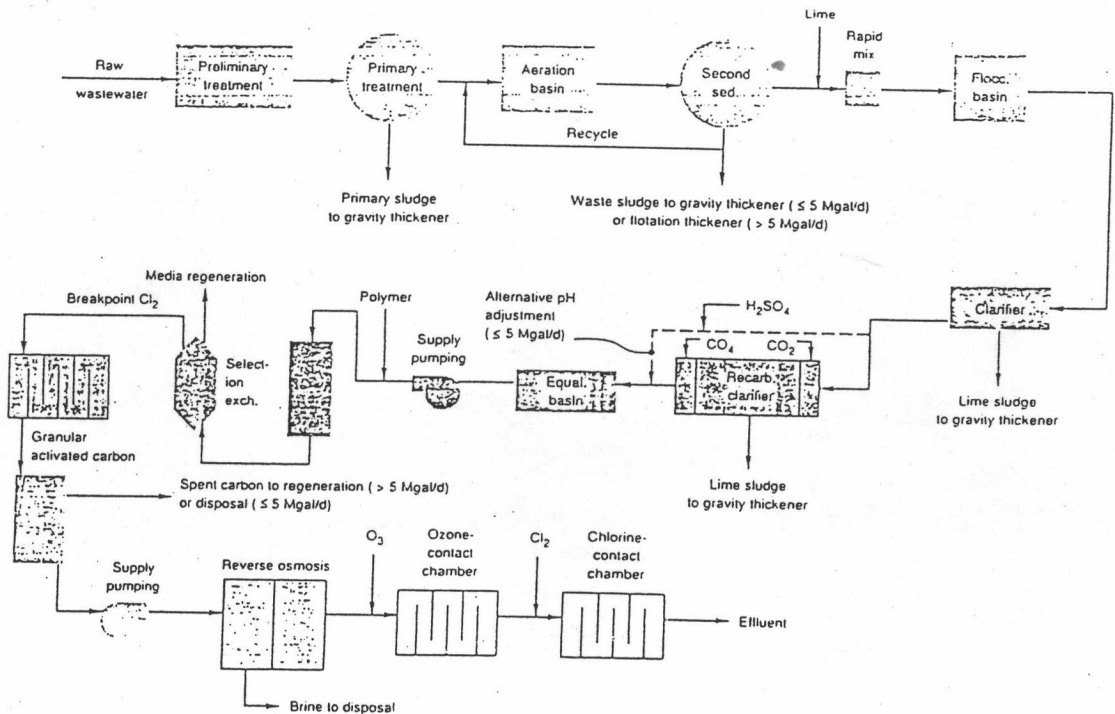 Raw
wastewater
Preliminary
treatment
Primary
treatment
Aeration
basin
Second
sed.
Lime
Rapid
mix
Flocc.
basin
Recycle
Primary sludge
to gravity thickener
Waste sludge to gravity thickener (≤ 5 Mgal/d)
or flotation thickener (> 5 Mgal/d)
Media regeneration
Breakpoint Cl2
Select-
ion
exch.
Polymer
Supply
pumping
Alternative pH
adjustment
(≤ 5 Mgal/d)
Equal.
basin
H2SO4
CO4
CO2
Recarb.
clarifier
Clarifier
Lime sludge
to gravity thickener
Lime sludge
to gravity thickener
Granular
activated carbon
Spent carbon to regeneration (> 5 Mgal/d)
or disposal (≤ 5 Mgal/d)
Supply
pumping
Reverse osmosis
O3
Ozone-
contact
chamber
Cl2
Chlorine-
contact
chamber
Effluent
Brine to disposal